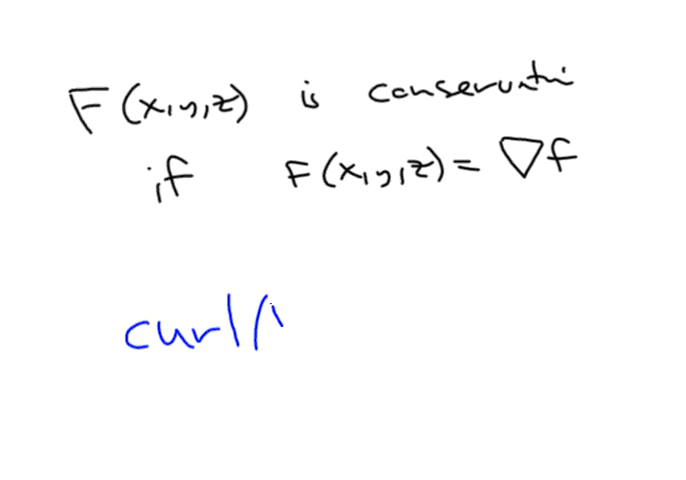 F(x,y,z) is conservati
if F(x,y,z) = ∇f
curl(